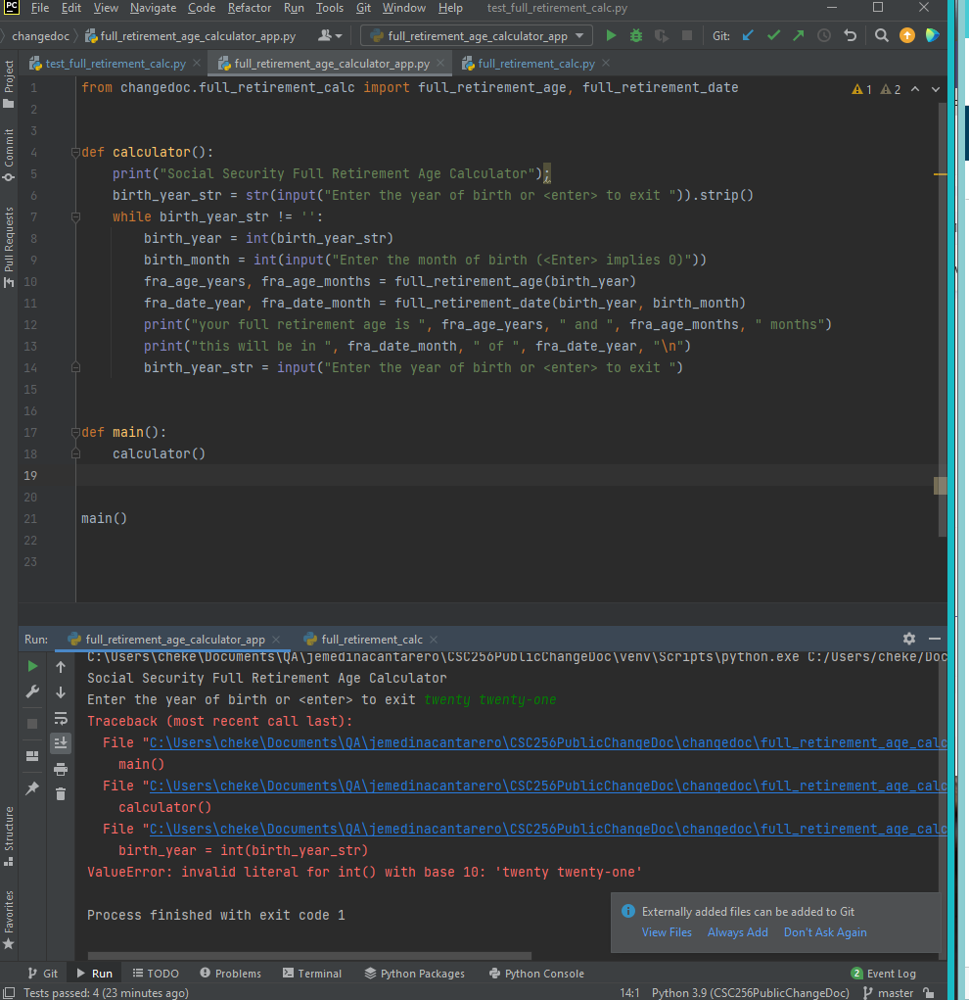 PC File Edit View Navigate Code Refactor Run Tools Git Window Help test_full_retirement_calc.py
changedoc full_retirement_age_calculator_app.py full_retirement_age_calculator_app Git:
test_full_retirement_calc.py full_retirement_age_calculator_app.py full_retirement_calc.py
Project
Commit
Pull Requests
Structure
Favorites
1 from changedoc.full_retirement_calc import full_retirement_age, full_retirement_date 1 2
2
3
4 def calculator():
5 print("Social Security Full Retirement Age Calculator");
6 birth_year_str = str(input("Enter the year of birth or <enter> to exit ")).strip()
7 while birth_year_str != '':
8 birth_year = int(birth_year_str)
9 birth_month = int(input("Enter the month of birth (<Enter> implies 0)"))
10 fra_age_years, fra_age_months = full_retirement_age(birth_year)
11 fra_date_year, fra_date_month = full_retirement_date(birth_year, birth_month)
12 print("your full retirement age is ", fra_age_years, " and ", fra_age_months, " months")
13 print("this will be in ", fra_date_month, " of ", fra_date_year, "\n")
14 birth_year_str = input("Enter the year of birth or <enter> to exit ")
15
16
17 def main():
18 calculator()
19
20
21 main()
22
23
Run: full_retirement_age_calculator_app full_retirement_calc
C:\Users\cheke\Documents\QA\jemedinacantarero\CSC256PublicChangeDoc\venv\Scripts\python.exe C:/Users/cheke/Doc
Social Security Full Retirement Age Calculator
Enter the year of birth or <enter> to exit twenty twenty-one
Traceback (most recent call last):
File "C:\Users\cheke\Documents\QA\jemedinacantarero\CSC256PublicChangeDoc\changedoc\full_retirement_age_calc
main()
File "C:\Users\cheke\Documents\QA\jemedinacantarero\CSC256PublicChangeDoc\changedoc\full_retirement_age_calc
calculator()
File "C:\Users\cheke\Documents\QA\jemedinacantarero\CSC256PublicChangeDoc\changedoc\full_retirement_age_calc
birth_year = int(birth_year_str)
ValueError: invalid literal for int() with base 10: 'twenty twenty-one'
Process finished with exit code 1
Externally added files can be added to Git
View Files Always Add Don't Ask Again
Git Run TODO Problems Terminal Python Packages Python Console 2 Event Log
Tests passed: 4 (23 minutes ago) 14:1 Python 3.9 (CSC256PublicChangeDoc) master